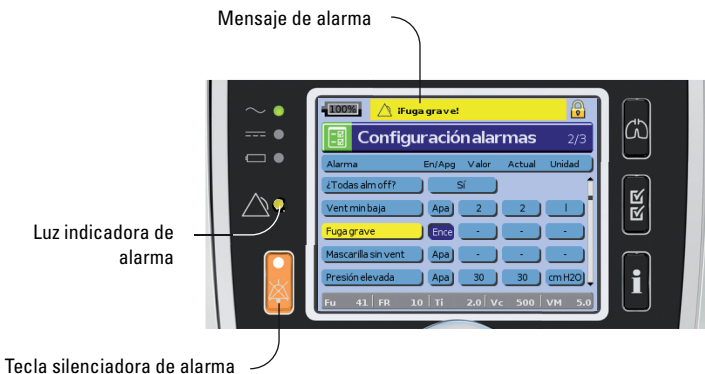 Mensaje de alarma
100%
¡Fuga grave!
Configuración alarmas 2/3
Alarma En/Apg Valor Actual Unidad
¿Todas alm off? Sí
Vent min baja Apa 2 2 l
Fuga grave Ence - - -
Mascarilla sin vent Apa - - -
Presión elevada Apa 30 30 cmH2O
Fu 41 FR 10 Ti 2.0 Vc 500 VM 5.0
Luz indicadora de
alarma
Tecla silenciadora de alarma